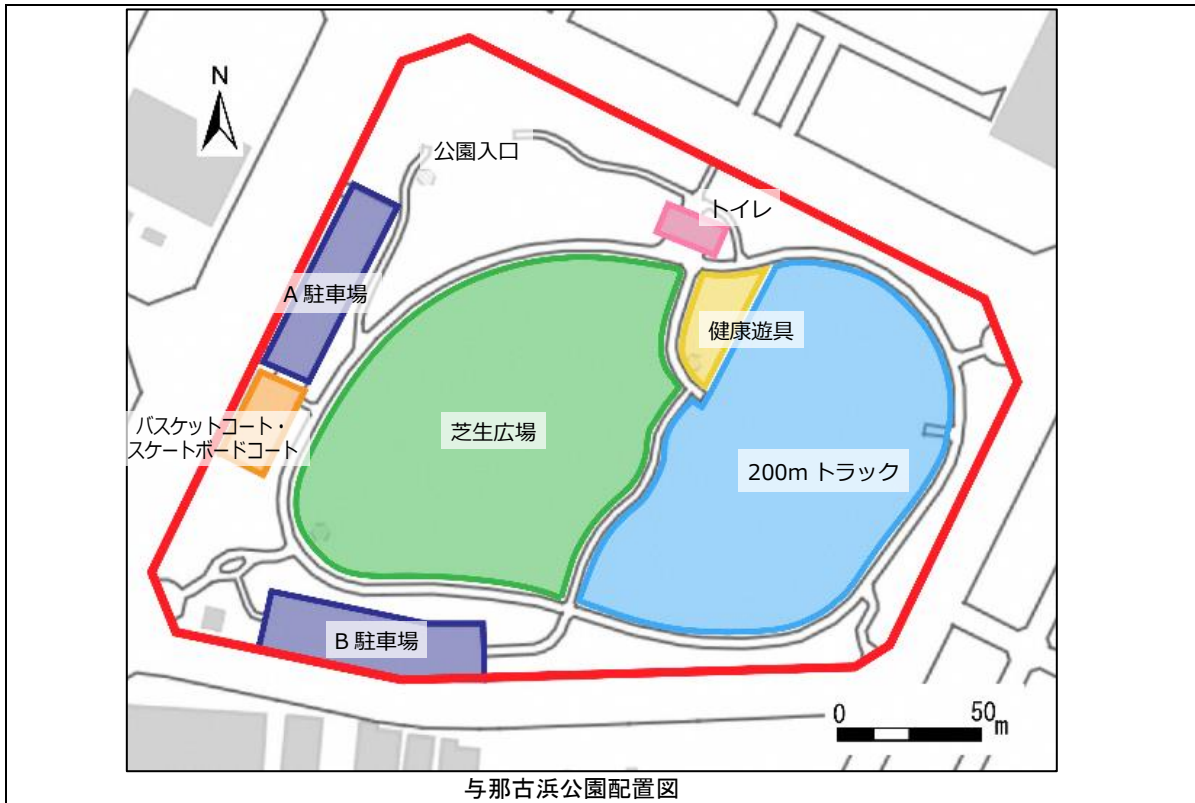 N
公園入口
トイレ
A 駐車場
健康遊具
バスケットコート・
スケートボードコート
芝生広場
200m トラック
B 駐車場
0 50m
与那古浜公園配置図